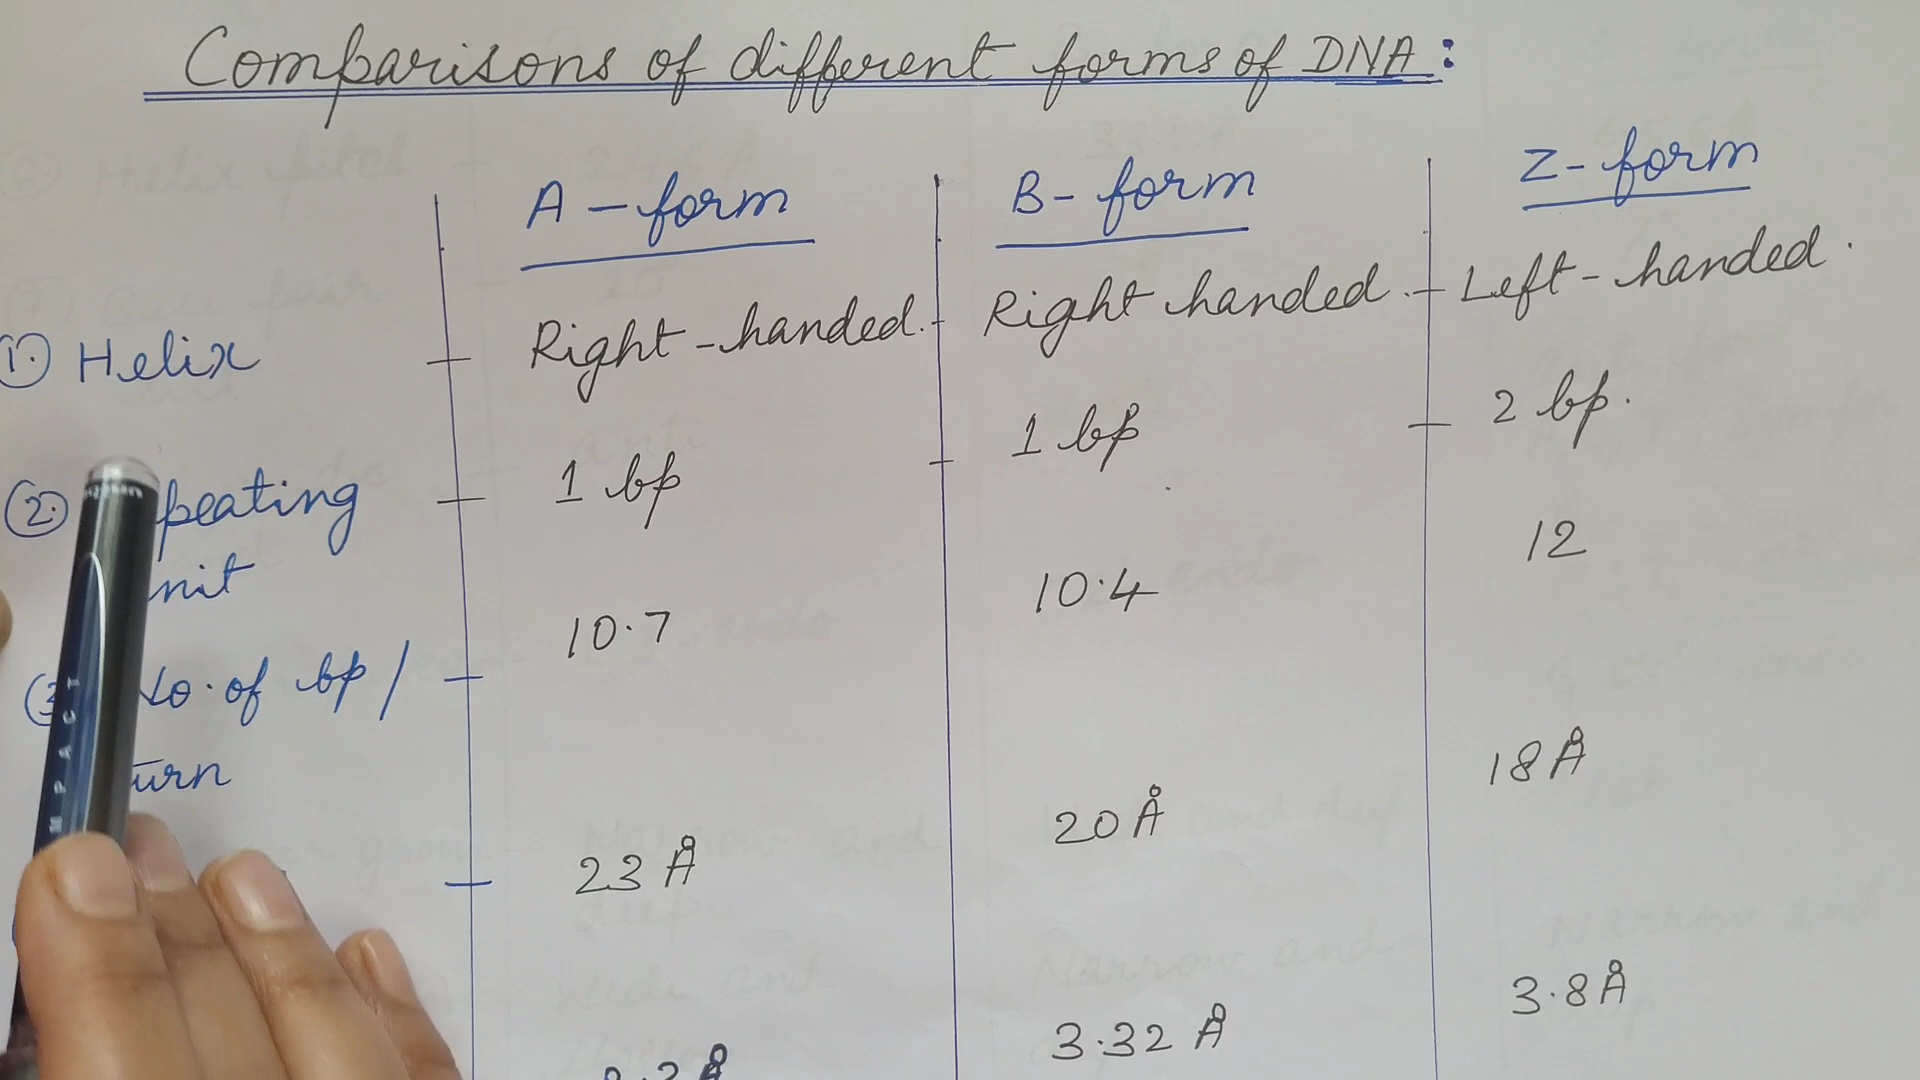 Comparisons of different forms of DNA:
A - form B - form Z - form
1. Helix Right-handed. Right handed. Left-handed.
2. peating 1 bp 1 bp 2 bp.
nit
No. of bp/ 10.7 10.4 12
urn
23 Å 20 Å 18 Å
3.32 Å 3.8 Å